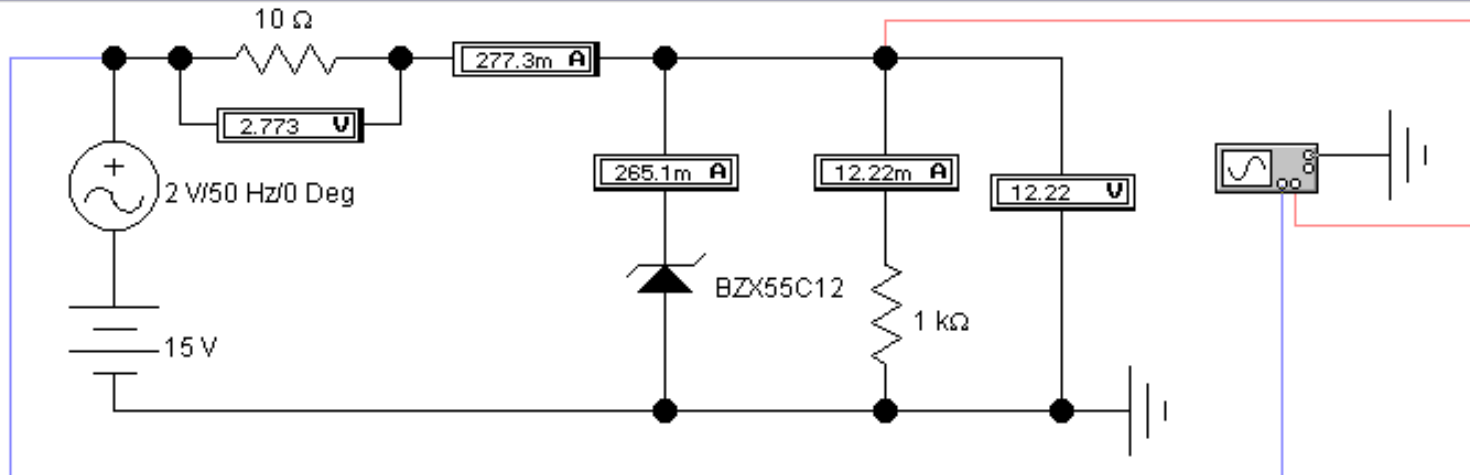 10 Ω
277.3m A
2.773 V
265.1m A
12.22m A
12.22 V
2 V/50 Hz/0 Deg
BZX55C12
1 kΩ
15 V